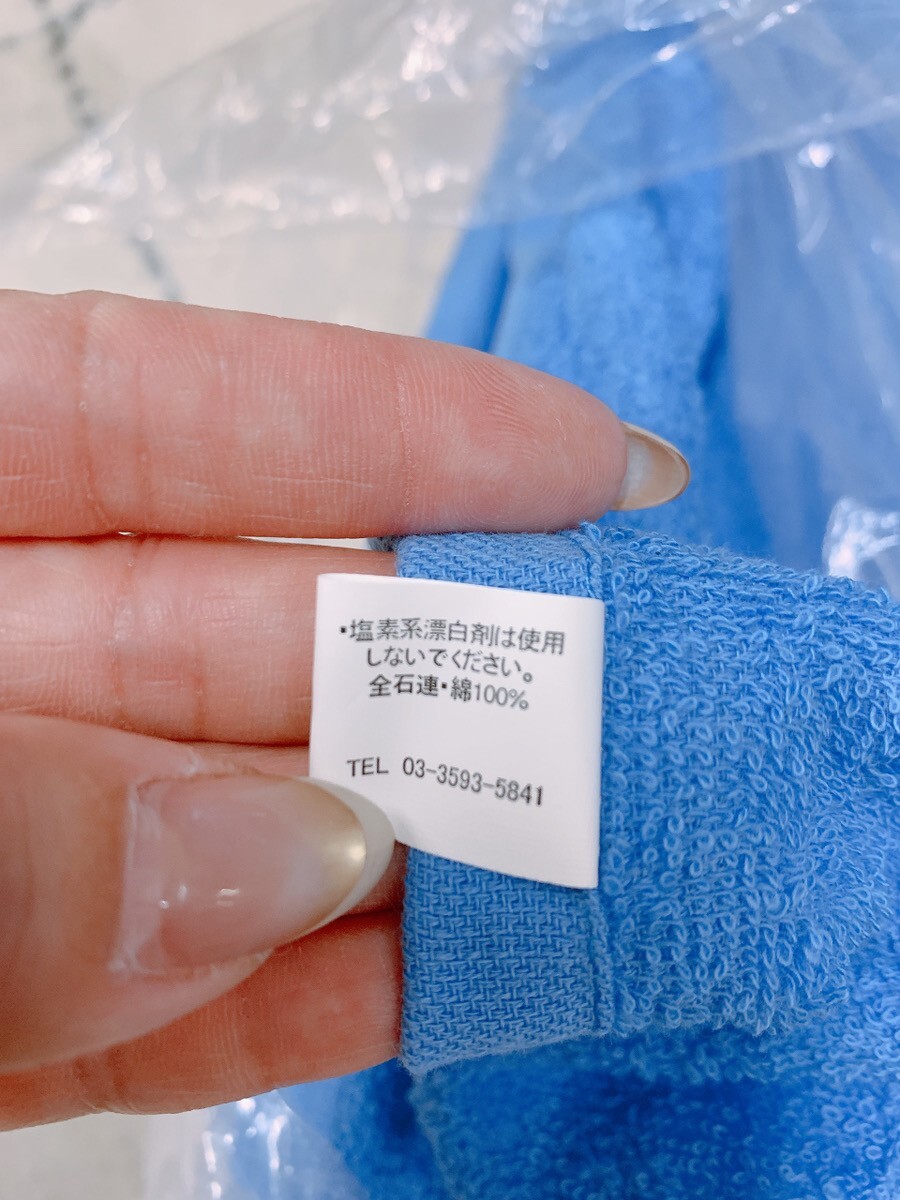 ・塩素系漂白剤は使用
しないでください。
全石連・綿100%
TEL 03-3593-5841